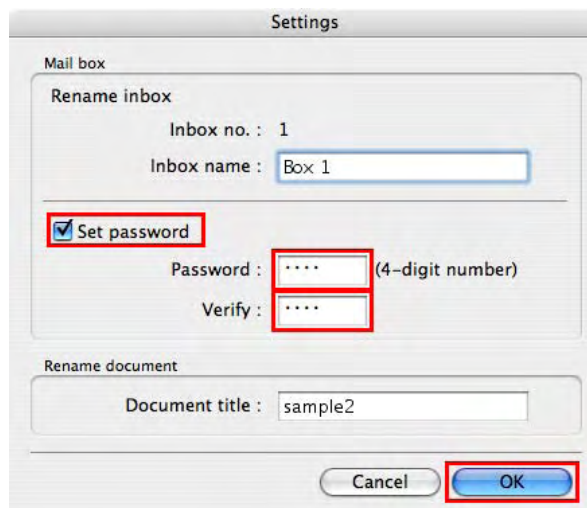 Settings
Mail box
Rename inbox
Inbox no. : 1
Inbox name : Box 1
Set password
Password : •••• (4-digit number)
Verify : ••••
Rename document
Document title : sample2
Cancel OK